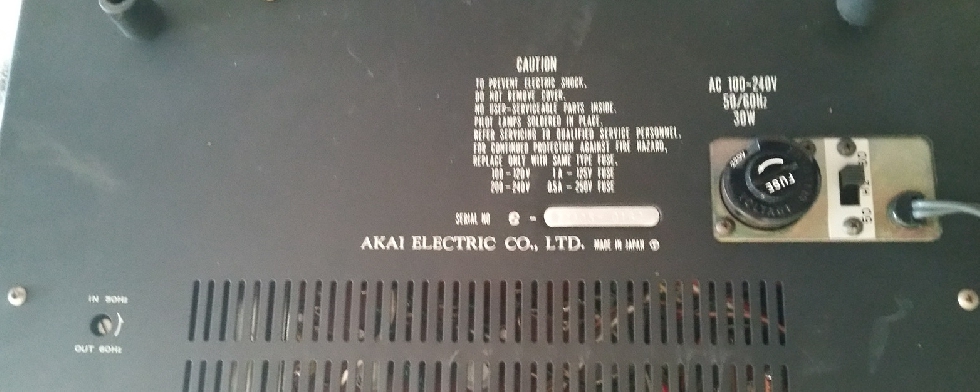 CAUTION
TO PREVENT ELECTRIC SHOCK,
DO NOT REMOVE COVER.
NO USER-SERVICEABLE PARTS INSIDE.
PILOT LAMPS SOLDERED IN PLACE.
REFER SERVICING TO QUALIFIED SERVICE PERSONNEL.
FOR CONTINUED PROTECTION AGAINST FIRE HAZARD,
REPLACE ONLY WITH SAME TYPE FUSE.
100-120V 1A-125V FUSE
200-240V 0.5A-250V FUSE
AC 100-240V
50/60Hz
30W
FUSE
60
Hz
50
SERIAL NO
AKAI ELECTRIC CO., LTD. MADE IN JAPAN
IN 50Hz
OUT 60Hz